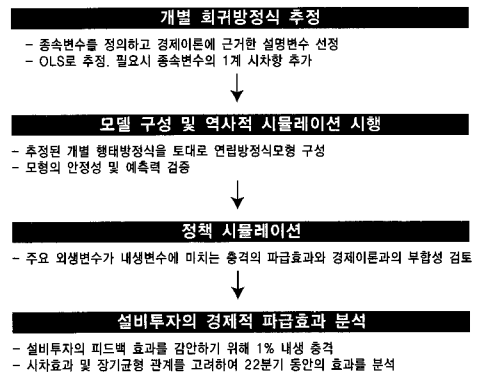 개별 회귀방정식 추정
- 종속변수를 정의하고 경제이론에 근거한 설명변수 선정
- OLS로 추정. 필요시 종속변수의 1계 시차항 추가
모델 구성 및 역사적 시뮬레이션 시행
- 추정된 개별 행태방정식을 토대로 연립방정식모형 구성
- 모형의 안정성 및 예측력 검증
정책 시뮬레이션
- 주요 외생변수가 내생변수에 미치는 충격의 파급효과와 경제이론과의 부합성 검토
설비투자의 경제적 파급효과 분석
- 설비투자의 피드백 효과를 감안하기 위해 1% 내생 충격
- 시차효과 및 장기균형 관계를 고려하여 22분기 동안의 효과를 분석